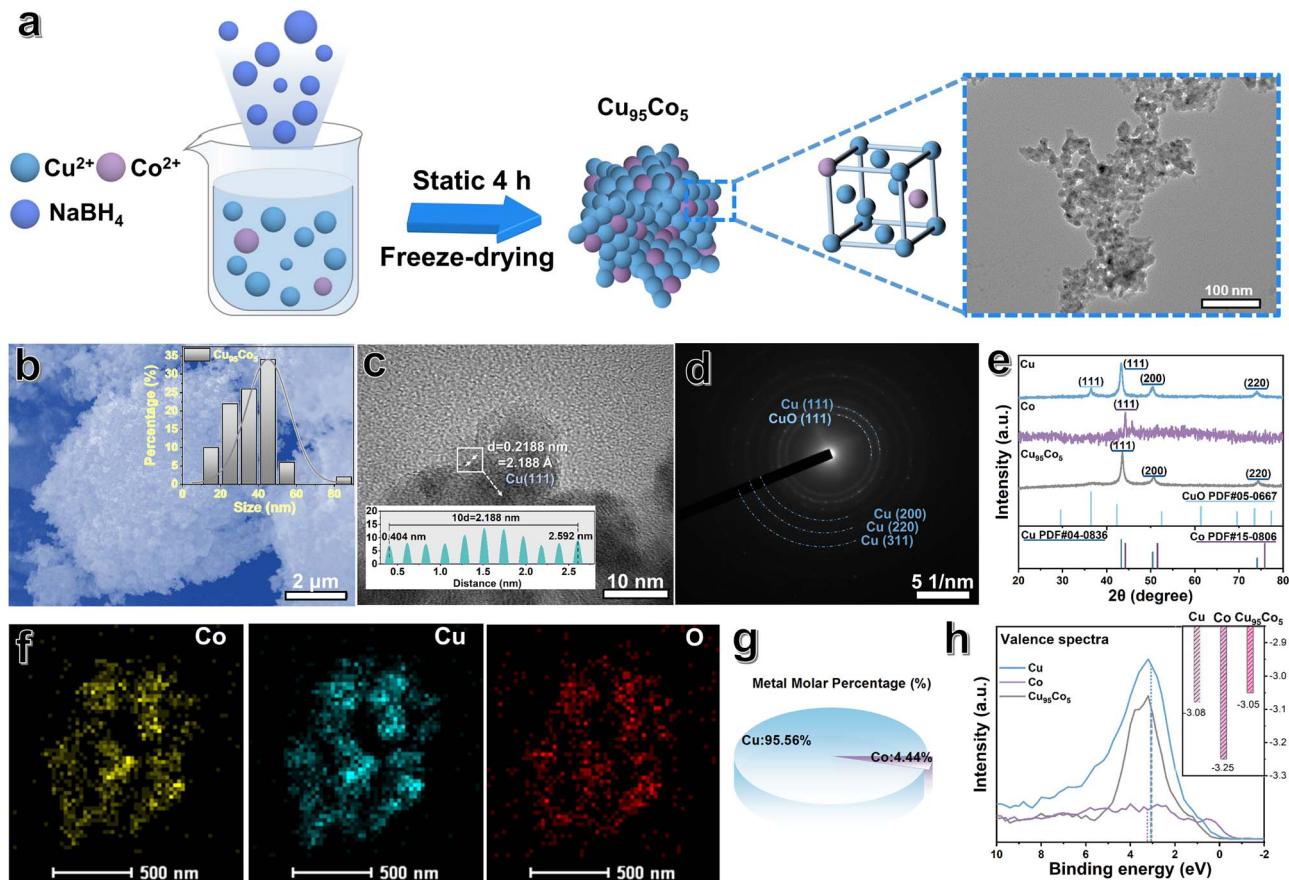 a
Cu²⁺
Co²⁺
NaBH₄
Static 4 h
Freeze-drying
Cu₉₅Co₅
100 nm
b
Cu₉₅Co₅
Percentage (%)
35
30
25
20
15
10
5
0
0
20
40
60
80
Size (nm)
2 μm
c
d=0.2188 nm
=2.188 Å
Cu(111)
20
15
10
5
0
10d=2.188 nm
0.404 nm
2.592 nm
0.5
1.0
1.5
2.0
2.5
Distance (nm)
10 nm
d
Cu (111)
CuO (111)
Cu (200)
Cu (220)
Cu (311)
5 1/nm
e
Intensity (a.u.)
Cu
(111)
(111)
(200)
(220)
Co
(111)
Cu₉₅Co₅
(111)
(200)
(220)
CuO PDF#05-0667
Cu PDF#04-0836
Co PDF#15-0806
20
30
40
50
60
70
80
2θ (degree)
f
Co
500 nm
Cu
500 nm
O
500 nm
g
Metal Molar Percentage (%)
Cu:95.56%
Co:4.44%
h
Intensity (a.u.)
Valence spectra
Cu
Co
Cu₉₅Co₅
Cu
Co
Cu₉₅Co₅
-3.08
-3.25
-3.05
-2.9
-3.0
-3.1
-3.2
-3.3
10
8
6
4
2
0
-2
Binding energy (eV)